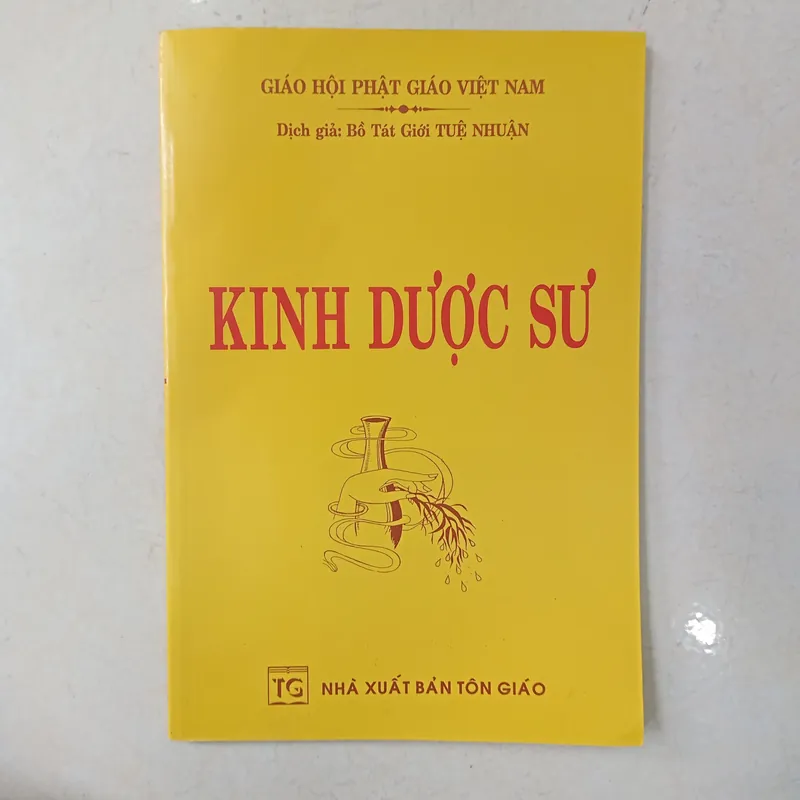 GIÁO HỘI PHẬT GIÁO VIỆT NAM
Dịch giả: Bồ Tát Giới TUỆ NHUẬN
KINH DƯỢC SƯ
TG NHÀ XUẤT BẢN TÔN GIÁO